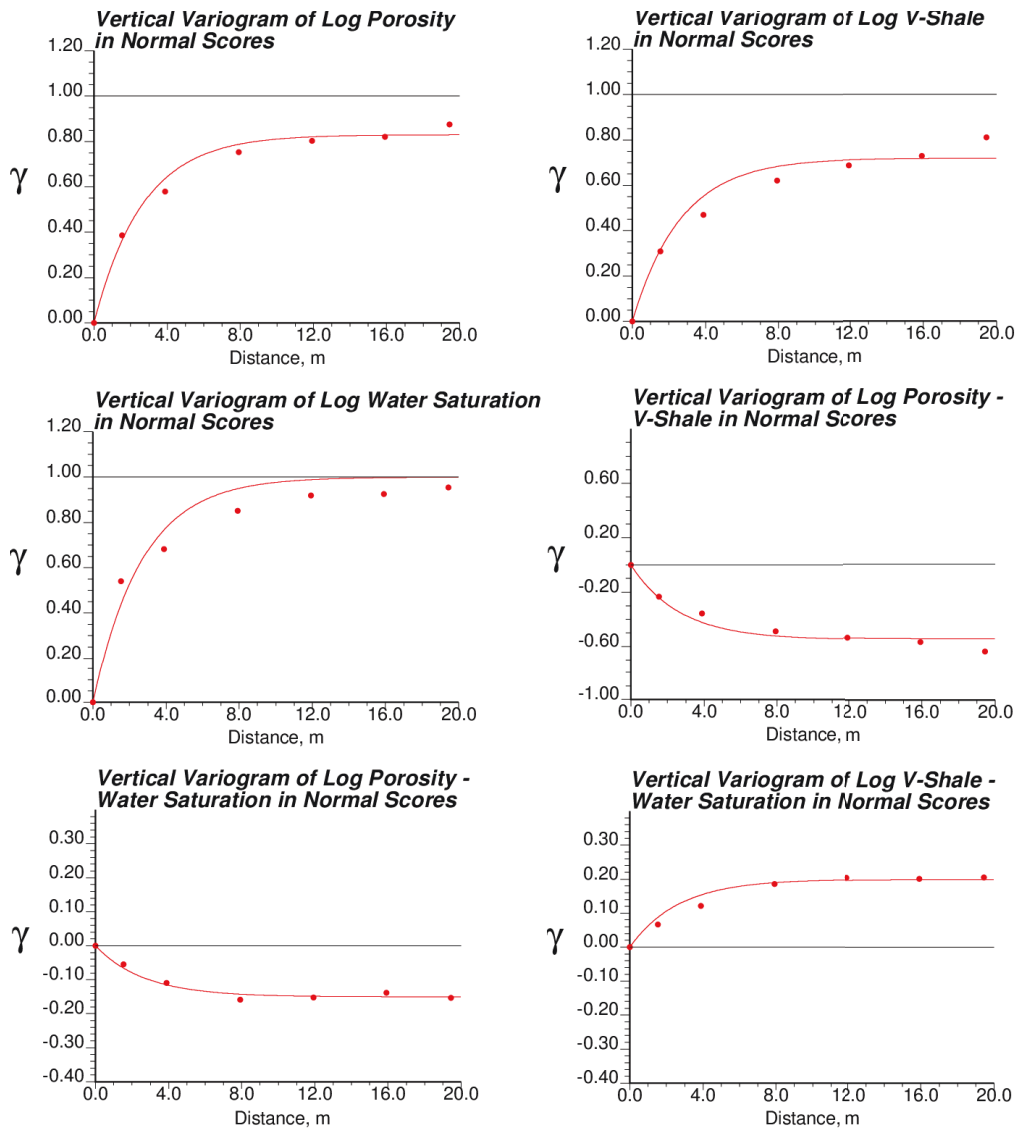 Vertical Variogram of Log Porosity
in Normal Scores
1.20
1.00
0.80
0.60
0.40
0.20
0.00
γ
0.0 4.0 8.0 12.0 16.0 20.0
Distance, m
Vertical Variogram of Log V-Shale
in Normal Scores
1.20
1.00
0.80
0.60
0.40
0.20
0.00
γ
0.0 4.0 8.0 12.0 16.0 20.0
Distance, m
Vertical Variogram of Log Water Saturation
in Normal Scores
1.20
1.00
0.80
0.60
0.40
0.20
0.00
γ
0.0 4.0 8.0 12.0 16.0 20.0
Distance, m
Vertical Variogram of Log Porosity -
V-Shale in Normal Scores
0.60
0.20
-0.20
-0.60
-1.00
γ
0.0 4.0 8.0 12.0 16.0 20.0
Distance, m
Vertical Variogram of Log Porosity -
Water Saturation in Normal Scores
0.30
0.20
0.10
0.00
-0.10
-0.20
-0.30
-0.40
γ
0.0 4.0 8.0 12.0 16.0 20.0
Distance, m
Vertical Variogram of Log V-Shale -
Water Saturation in Normal Scores
0.30
0.20
0.10
0.00
-0.10
-0.20
-0.30
-0.40
γ
0.0 4.0 8.0 12.0 16.0 20.0
Distance, m